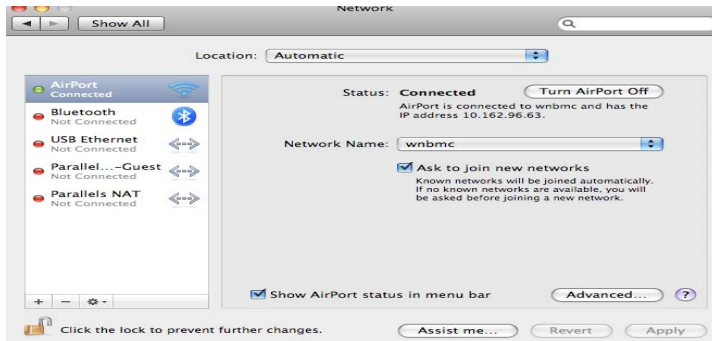 Network
Show All
Location: Automatic
AirPort
Connected
Bluetooth
Not Connected
USB Ethernet
Not Connected
Parallel...-Guest
Not Connected
Parallels NAT
Not Connected
Status: Connected Turn AirPort Off
AirPort is connected to wnbmc and has the
IP address 10.162.96.63.
Network Name: wnbmc
Ask to join new networks
Known networks will be joined automatically.
If no known networks are available, you will
be asked before joining a new network.
Show AirPort status in menu bar Advanced... ?
Click the lock to prevent further changes.
Assist me... Revert Apply